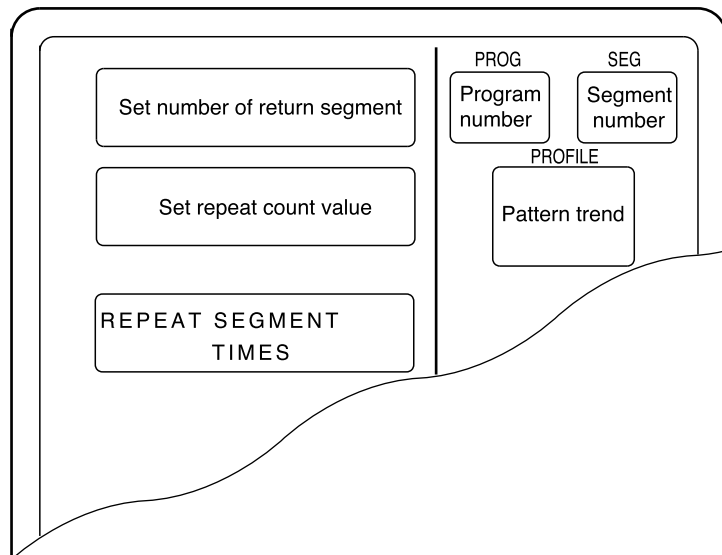 Set number of return segment
Set repeat count value
REPEAT SEGMENT
TIMES
PROG
SEG
Program
number
Segment
number
PROFILE
Pattern trend